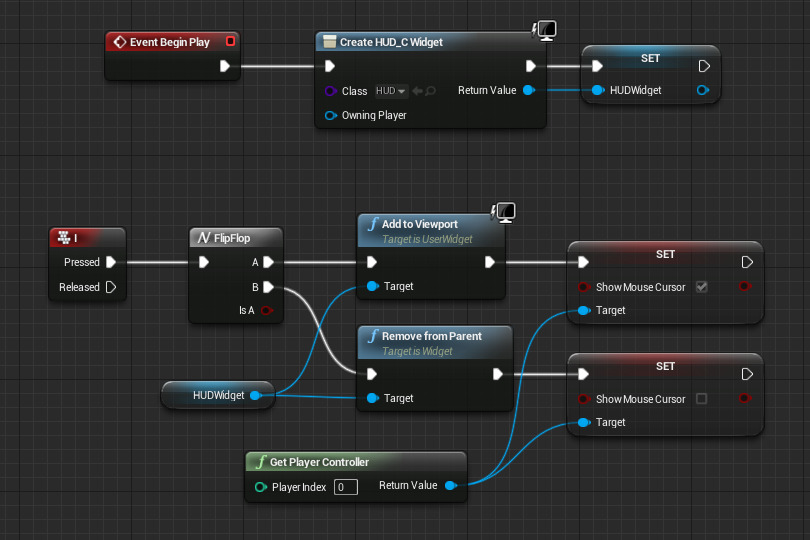 Event Begin Play
Create HUD_C Widget
Class HUD Return Value
Owning Player
SET
HUDWidget
I
Pressed
Released
FlipFlop
A
B
Is A
Add to Viewport
Target is UserWidget
Target
SET
Show Mouse Cursor
Target
Remove from Parent
Target is Widget
Target
SET
Show Mouse Cursor
Target
HUDWidget
Get Player Controller
Player Index 0 Return Value